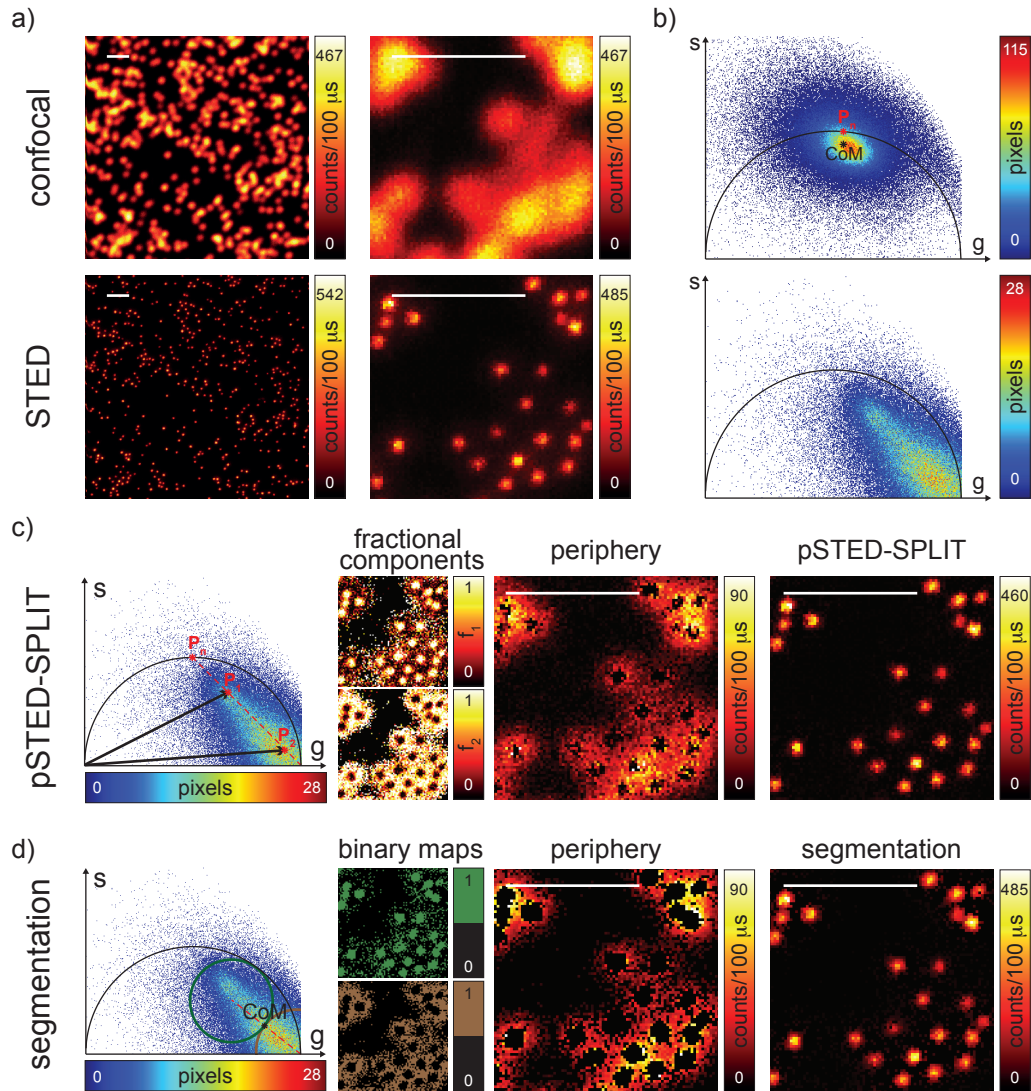 a)
b)
confocal
467
counts/100 µs
0
467
counts/100 µs
0
s
Pn
CoM
g
115
pixels
0
STED
542
counts/100 µs
0
485
counts/100 µs
0
s
g
28
pixels
0
c)
pSTED-SPLIT
s
Pn
P
P
g
0 pixels 28
fractional
components
1
f1
0
1
f2
0
periphery
90
counts/100 µs
0
pSTED-SPLIT
460
counts/100 µs
0
d)
segmentation
s
CoM
g
0 pixels 28
binary maps
1
0
1
0
periphery
90
counts/100 µs
0
segmentation
485
counts/100 µs
0